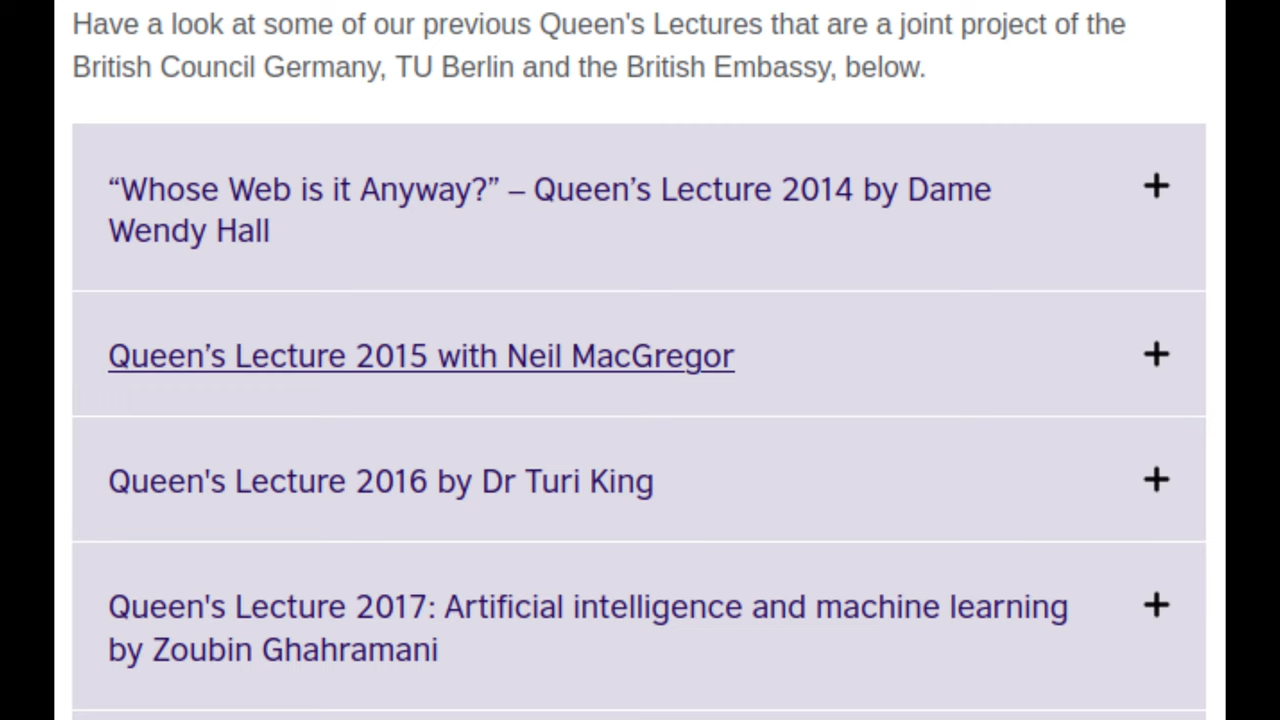 Have a look at some of our previous Queen's Lectures that are a joint project of the
British Council Germany, TU Berlin and the British Embassy, below.
“Whose Web is it Anyway?” – Queen’s Lecture 2014 by Dame
Wendy Hall
Queen’s Lecture 2015 with Neil MacGregor
Queen's Lecture 2016 by Dr Turi King
Queen's Lecture 2017: Artificial intelligence and machine learning
by Zoubin Ghahramani